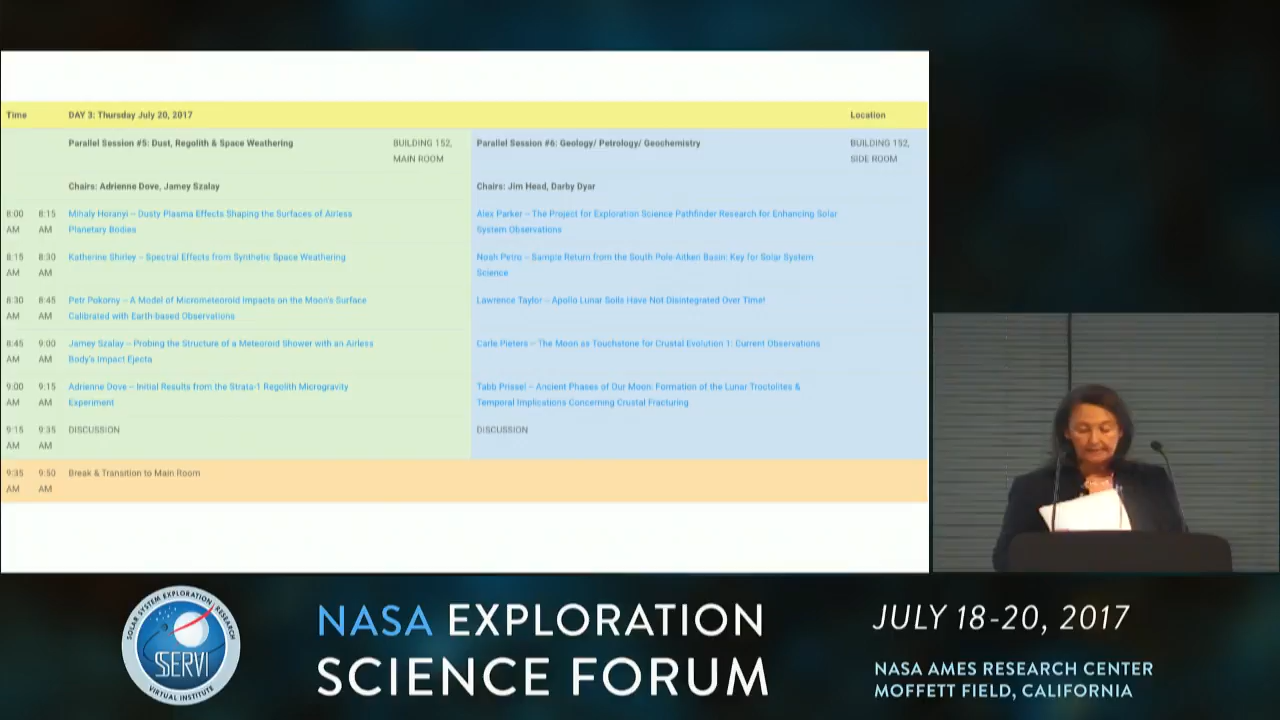 Time DAY 3: Thursday July 20, 2017 Location
Parallel Session #5: Dust, Regolith & Space Weathering BUILDING 152, Parallel Session #6: Geology/ Petrology/ Geochemistry BUILDING 152,
MAIN ROOM SIDE ROOM
Chairs: Adrienne Dove, Jamey Szalay Chairs: Jim Head, Darby Dyar
8:00 8:15 Mihaly Horanyi – Dusty Plasma Effects Shaping the Surfaces of Airless Alex Parker – The Project for Exploration Science Pathfinder Research for Enhancing Solar
AM AM Planetary Bodies System Observations
8:15 8:30 Katherine Shirley – Spectral Effects from Synthetic Space Weathering Noah Petro – Sample Return from the South Pole-Aitken Basin: Key for Solar System
AM AM Science
8:30 8:45 Petr Pokorny – A Model of Micrometeoroid Impacts on the Moon's Surface Lawrence Taylor – Apollo Lunar Soils Have Not Disintegrated Over Time!
AM AM Calibrated with Earth-based Observations
8:45 9:00 Jamey Szalay – Probing the Structure of a Meteoroid Shower with an Airless Carle Pieters – The Moon as Touchstone for Crustal Evolution 1: Current Observations
AM AM Body's Impact Ejecta
9:00 9:15 Adrienne Dove – Initial Results from the Strata-1 Regolith Microgravity Tabb Prissel – Ancient Phases of Our Moon: Formation of the Lunar Troctolites &
AM AM Experiment Temporal Implications Concerning Crustal Fracturing
9:15 9:35 DISCUSSION DISCUSSION
AM AM
9:35 9:50 Break & Transition to Main Room
AM AM
SOLAR SYSTEM EXPLORATION RESEARCH
SSERVI
VIRTUAL INSTITUTE
NASA EXPLORATION
SCIENCE FORUM
JULY 18-20, 2017
NASA AMES RESEARCH CENTER
MOFFETT FIELD, CALIFORNIA